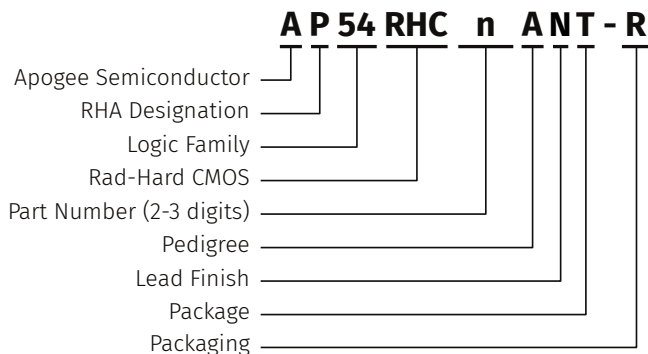 A P 54 RHC n A N T - R
Apogee Semiconductor
RHA Designation
Logic Family
Rad-Hard CMOS
Part Number (2-3 digits)
Pedigree
Lead Finish
Package
Packaging